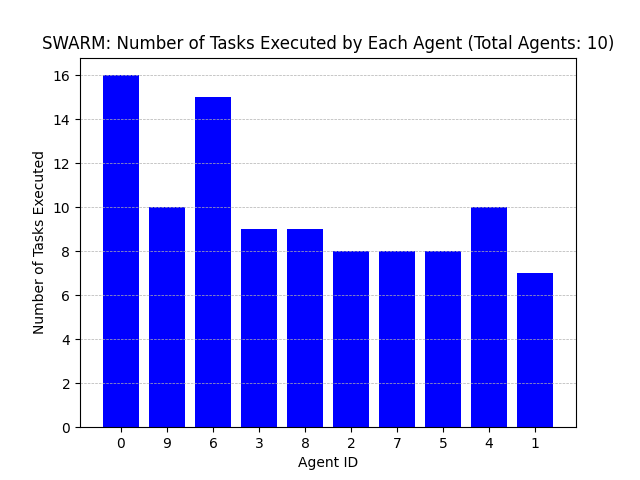 SWARM: Number of Tasks Executed by Each Agent (Total Agents: 10)
Number of Tasks Executed
16
14
12
10
8
6
4
2
0
0 9 6 3 8 2 7 5 4 1
Agent ID